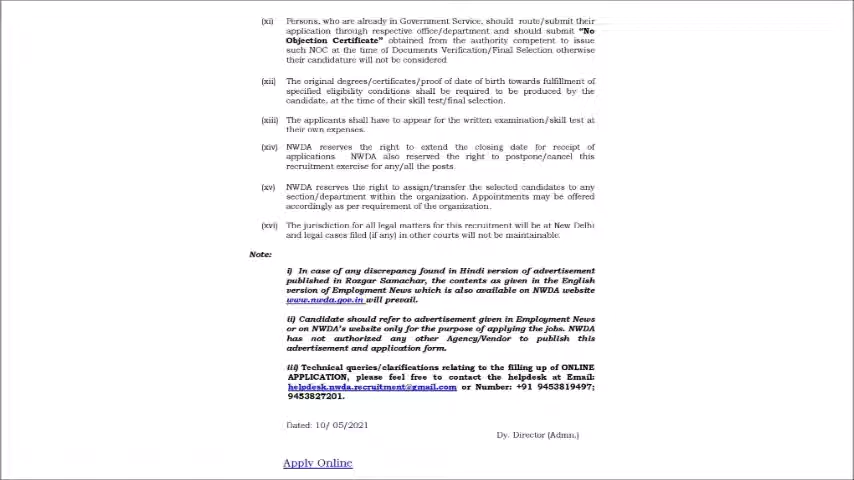 (xi) Persons, who are already in Government Service, should route/submit their
application through respective office/department and should submit “No
Objection Certificate” obtained from the authority competent to issue
such NOC at the time of Documents Verification/Final Selection otherwise
their candidature will not be considered.
(xii) The original degrees/certificates/proof of date of birth towards fulfillment of
specified eligibility conditions shall be required to be produced by the
candidate, at the time of their skill test/final selection.
(xiii) The applicants shall have to appear for the written examination/skill test at
their own expenses.
(xiv) NWDA reserves the right to extend the closing date for receipt of
applications. NWDA also reserved the right to postpone/cancel this
recruitment exercise for any/all the posts.
(xv) NWDA reserves the right to assign/transfer the selected candidates to any
section/department within the organization. Appointments may be offered
accordingly as per requirement of the organization.
(xvi) The jurisdiction for all legal matters for this recruitment will be at New Delhi
and legal cases filed (if any) in other courts will not be maintainable.
Note:
i) In case of any discrepancy found in Hindi version of advertisement
published in Rozgar Samachar, the contents as given in the English
version of Employment News which is also available on NWDA website
www.nwda.gov.in will prevail.
ii) Candidate should refer to advertisement given in Employment News
or on NWDA’s website only for the purpose of applying the jobs. NWDA
has not authorized any other Agency/Vendor to publish this
advertisement and application form.
iii) Technical queries/clarifications relating to the filling up of ONLINE
APPLICATION, please feel free to contact the helpdesk at Email:
helpdesk.nwda.recruitment@gmail.com or Number: +91 9453819497;
9453827201.
Dated: 10/ 05/2021
Dy. Director (Admn.)
Apply Online